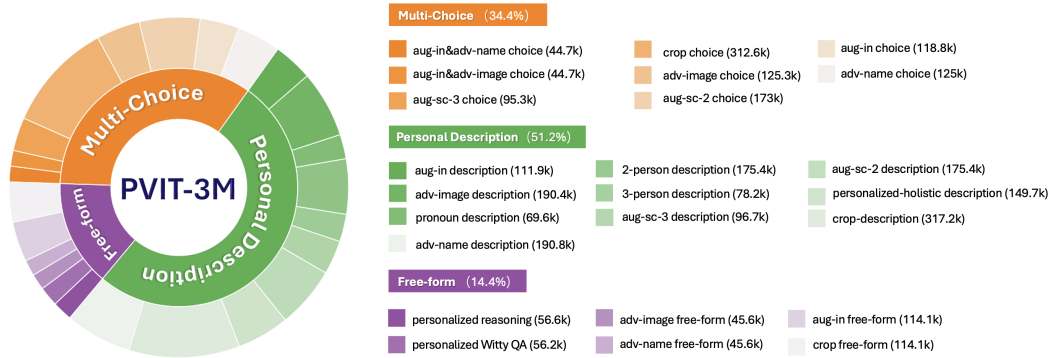 PVIT-3M
Multi-Choice
Personal Description
Free-form
Multi-Choice (34.4%)
aug-in&adv-name choice (44.7k)
aug-in&adv-image choice (44.7k)
aug-sc-3 choice (95.3k)
crop choice (312.6k)
adv-image choice (125.3k)
aug-sc-2 choice (173k)
aug-in choice (118.8k)
adv-name choice (125k)
Personal Description (51.2%)
aug-in description (111.9k)
adv-image description (190.4k)
pronoun description (69.6k)
adv-name description (190.8k)
2-person description (175.4k)
3-person description (78.2k)
aug-sc-3 description (96.7k)
aug-sc-2 description (175.4k)
personalized-holistic description (149.7k)
crop-description (317.2k)
Free-form (14.4%)
personalized reasoning (56.6k)
personalized Witty QA (56.2k)
adv-image free-form (45.6k)
adv-name free-form (45.6k)
aug-in free-form (114.1k)
crop free-form (114.1k)